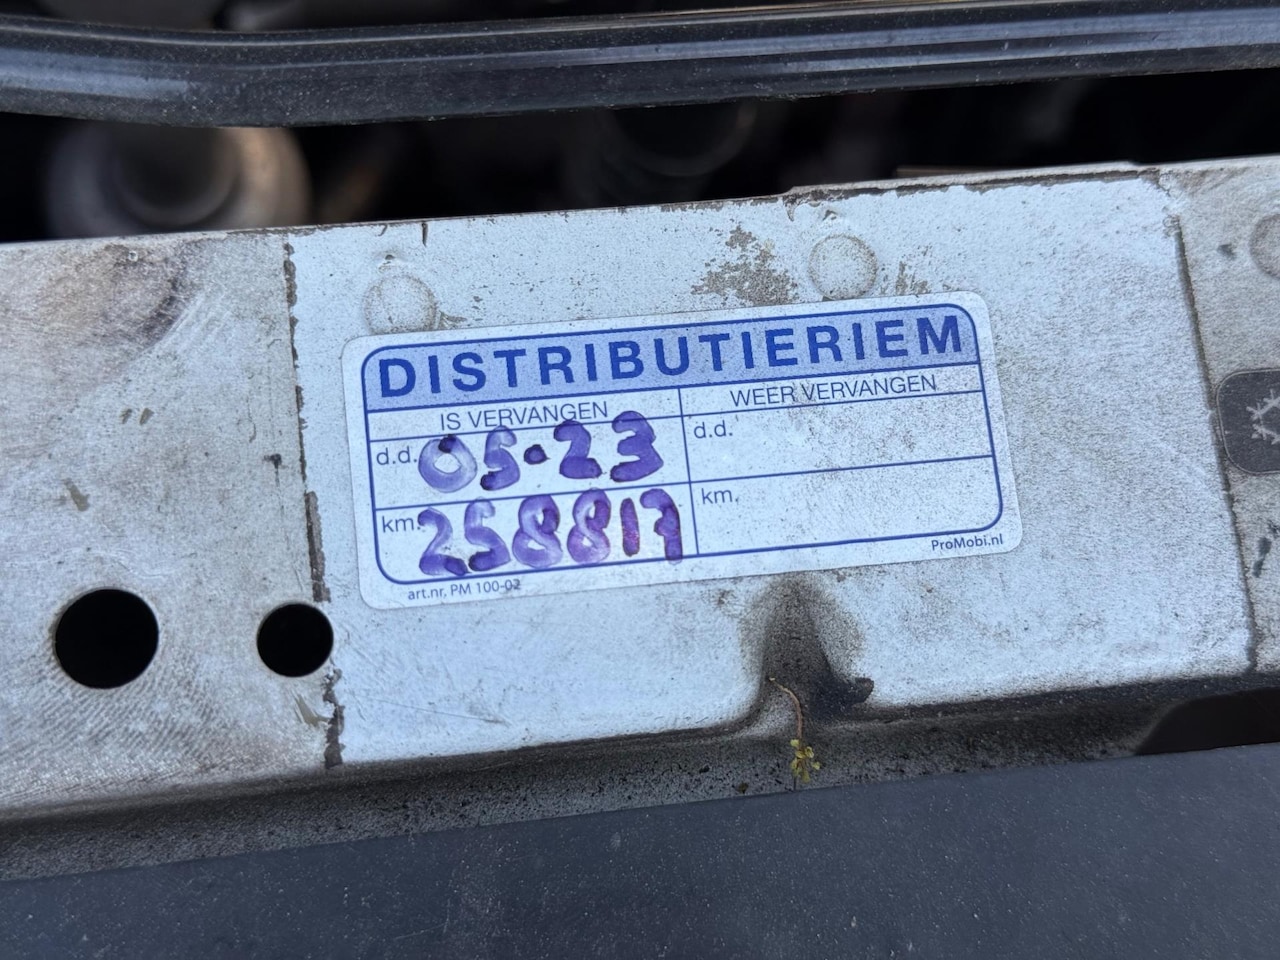 DISTRIBUTIERIEM
IS VERVANGEN
WEER VERVANGEN
d.d. 05.23
d.d.
km. 258817
km.
art.nr. PM 100-02
ProMobi.nl